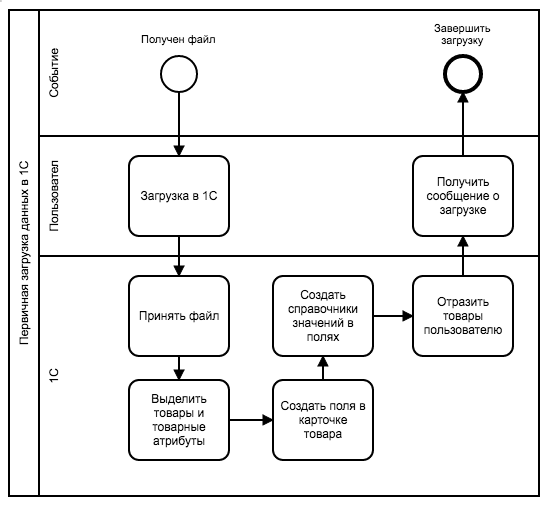 Первичная загрузка данных в 1С
Событие
Получен файл
Завершить
загрузку
Пользовател
Загрузка в 1С
Получить
сообщение о
загрузке
1С
Принять файл
Создать
справочники
значений в
полях
Отразить
товары
пользователю
Выделить
товары и
товарные
атрибуты
Создать поля в
карточке
товара